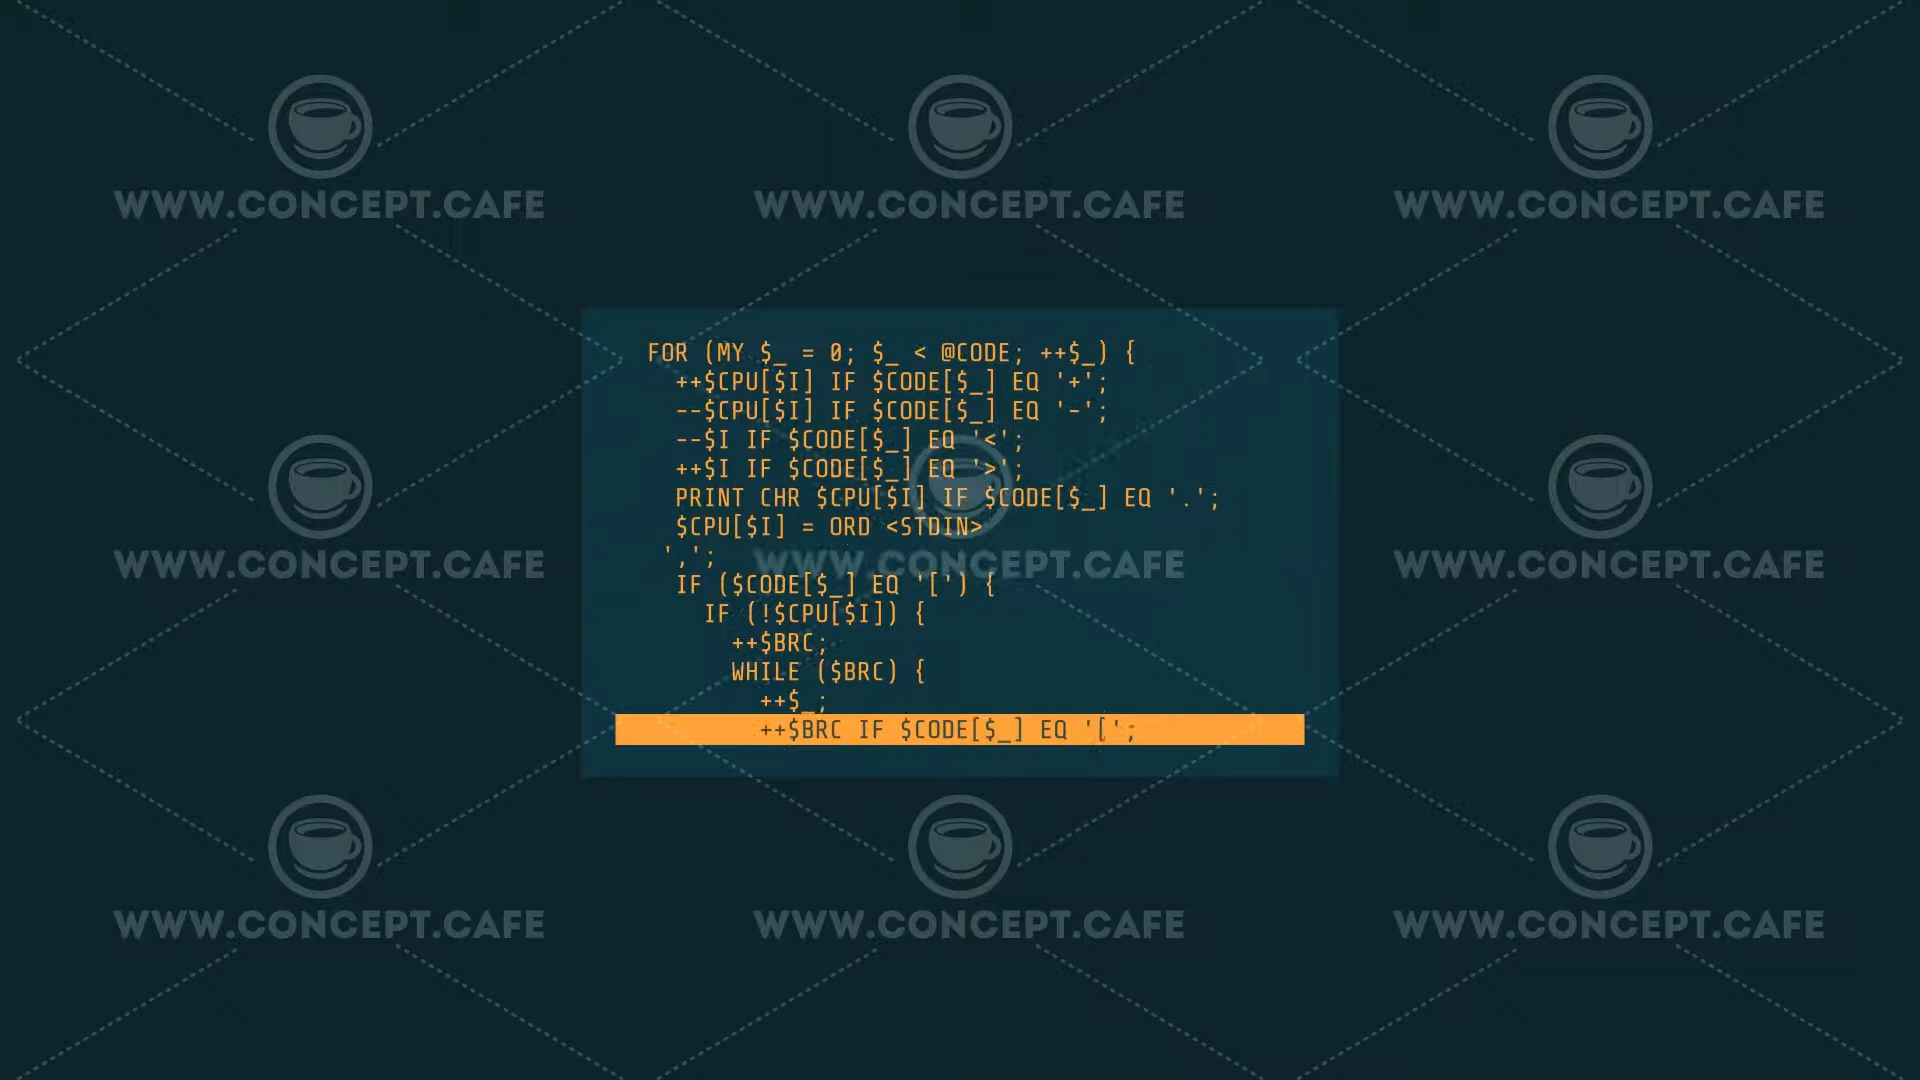 WWW.CONCEPT.CAFE WWW.CONCEPT.CAFE WWW.CONCEPT.CAFE
FOR (MY $_ = 0; $_ < @CODE; ++$_) {
++$CPU[$I] IF $CODE[$_] EQ '+';
--$CPU[$I] IF $CODE[$_] EQ '-';
--$I IF $CODE[$_] EQ '<';
++$I IF $CODE[$_] EQ '>';
PRINT CHR $CPU[$I] IF $CODE[$_] EQ '.';
$CPU[$I] = ORD <STDIN>
',';
WWW.CONCEPT.CAFE WWW.CONCEPT.CAFE WWW.CONCEPT.CAFE
IF ($CODE[$_] EQ '[') {
IF (!$CPU[$I]) {
++$BRC;
WHILE ($BRC) {
++$_;
++$BRC IF $CODE[$_] EQ '[';
WWW.CONCEPT.CAFE WWW.CONCEPT.CAFE WWW.CONCEPT.CAFE